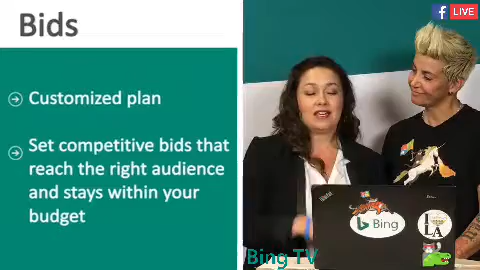 Bids
LIVE
Customized plan
Set competitive bids that
reach the right audience
and stays within your
budget
Bing
I
LA
Bing TV